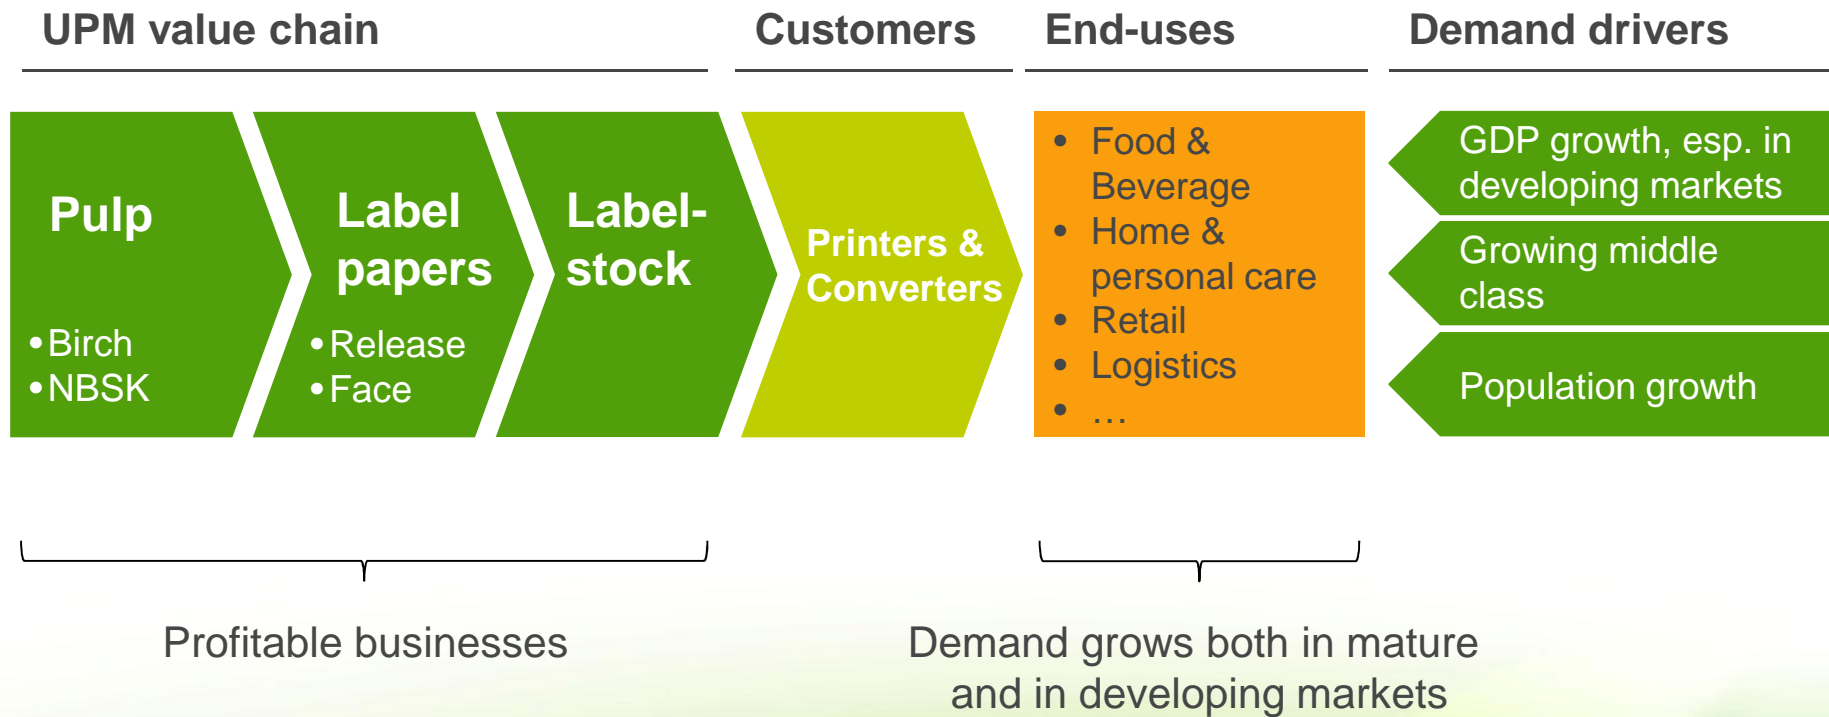 UPM value chain
Customers
End-uses
Demand drivers
Pulp
•Birch
•NBSK
Label
papers
•Release
•Face
Label-
stock
Printers &
Converters
• Food &
Beverage
• Home &
personal care
• Retail
• Logistics
• …
GDP growth, esp. in
developing markets
Growing middle
class
Population growth
Profitable businesses
Demand grows both in mature
and in developing markets